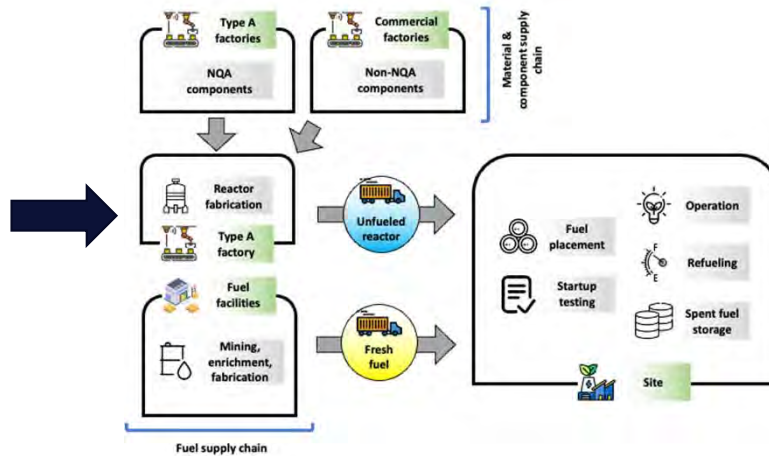 Type A
factories
Commercial
factories
NQA
components
Non-NQA
components
Material &
component supply
chain
Reactor
fabrication
Type A
factory
Unfueled
reactor
Fuel
placement
Startup
testing
Operation
F
E
Refueling
Spent fuel
storage
Site
Fuel
facilities
Mining,
enrichment,
fabrication
Fresh
fuel
Fuel supply chain